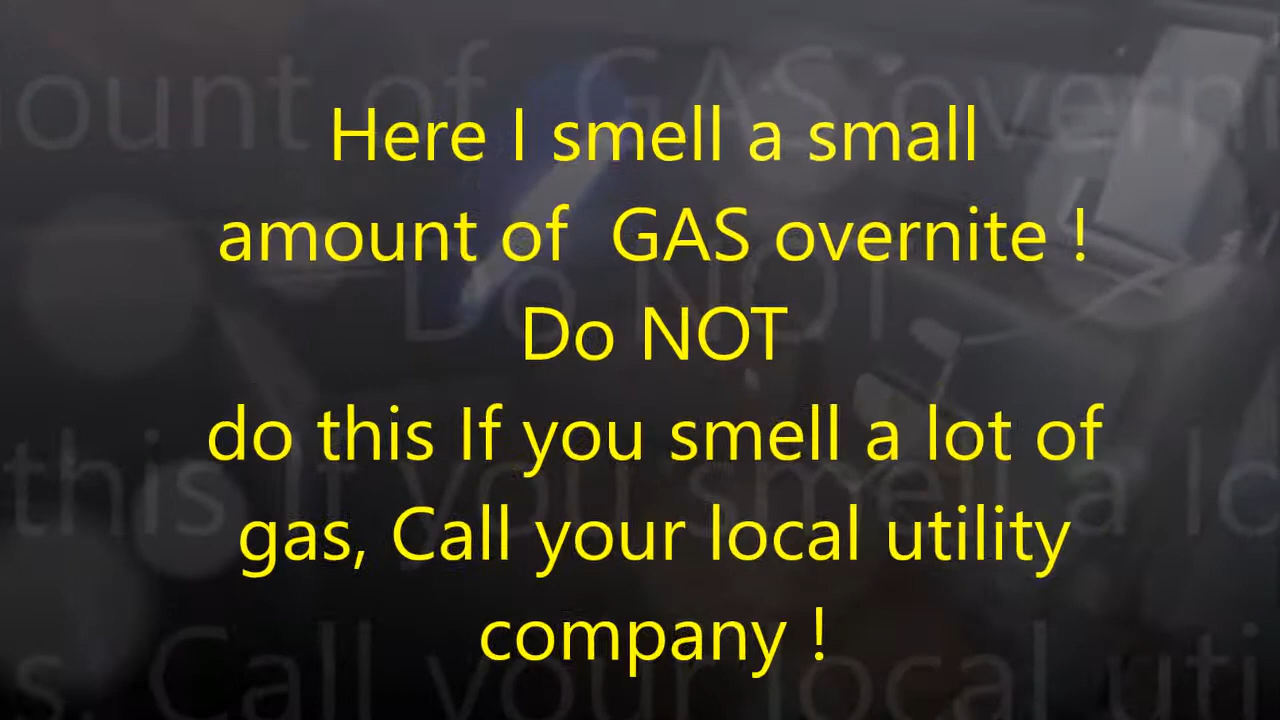 Here I smell a small
amount of GAS overnite !
Do NOT
do this If you smell a lot of
gas, Call your local utility
company !